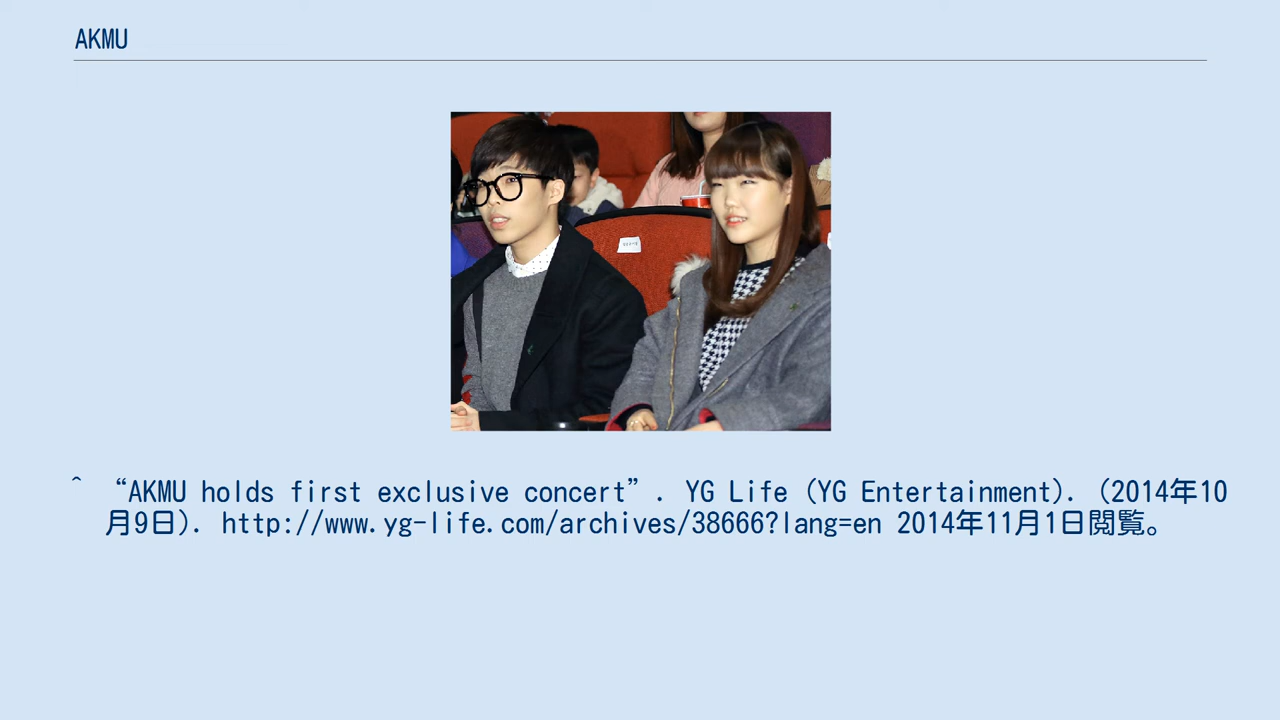 AKMU
^ “AKMU holds first exclusive concert”. YG Life (YG Entertainment). (2014年10
月9日). http://www.yg-life.com/archives/38666?lang=en 2014年11月1日閲覧。